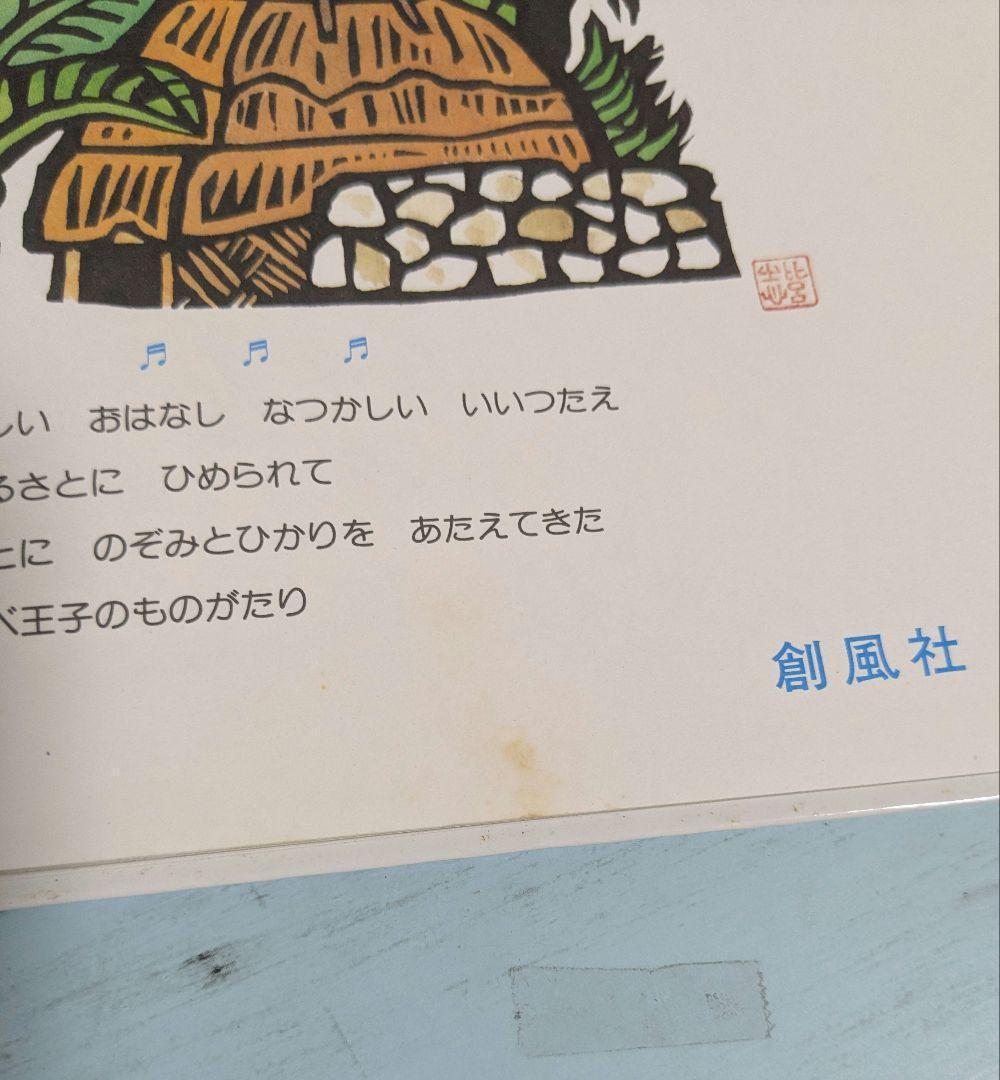 ♬ ♬ ♬
しい　おはなし　なつかしい　いいつたえ
るさとに　ひめられて
とに　のぞみとひかりを　あたえてきた
べ王子のものがたり
創風社